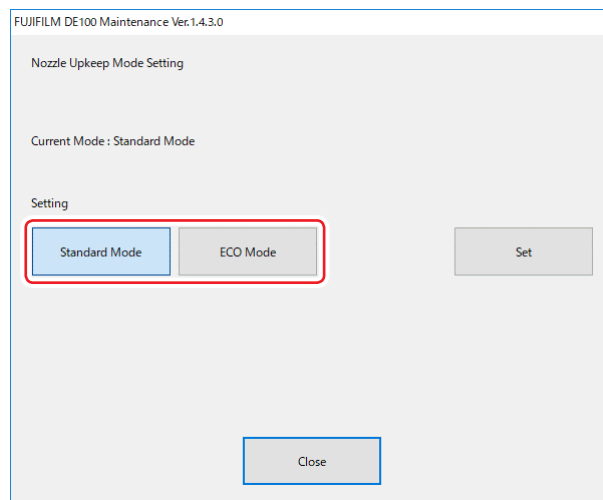 FUJIFILM DE100 Maintenance Ver.1.4.3.0
Nozzle Upkeep Mode Setting
Current Mode : Standard Mode
Setting
Standard Mode
ECO Mode
Set
Close